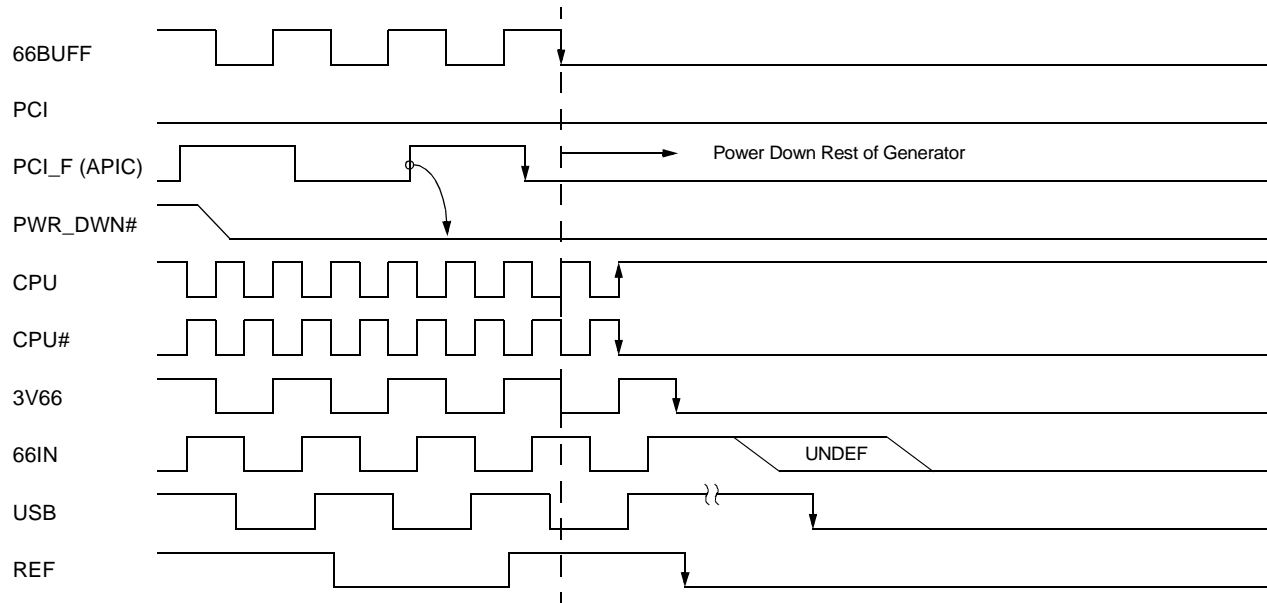 66BUFF
PCI
PCI_F (APIC)
Power Down Rest of Generator
PWR_DWN#
CPU
CPU#
3V66
66IN
UNDEF
USB
REF